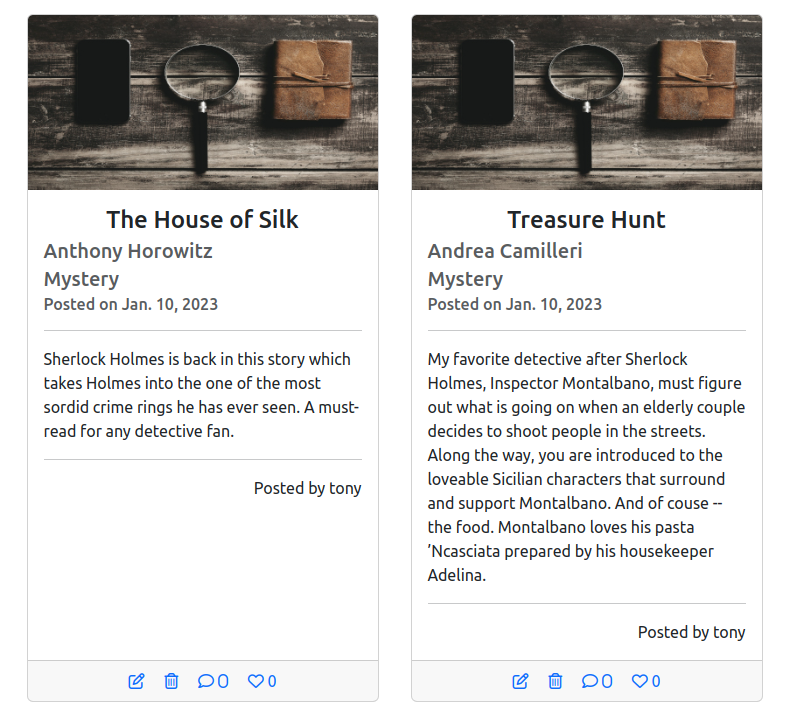 The House of Silk
Anthony Horowitz
Mystery
Posted on Jan. 10, 2023
Sherlock Holmes is back in this story which
takes Holmes into the one of the most
sordid crime rings he has ever seen. A must-
read for any detective fan.
Posted by tony
0 0
Treasure Hunt
Andrea Camilleri
Mystery
Posted on Jan. 10, 2023
My favorite detective after Sherlock
Holmes, Inspector Montalbano, must figure
out what is going on when an elderly couple
decides to shoot people in the streets.
Along the way, you are introduced to the
loveable Sicilian characters that surround
and support Montalbano. And of couse --
the food. Montalbano loves his pasta
’Ncasciata prepared by his housekeeper
Adelina.
Posted by tony
0 0